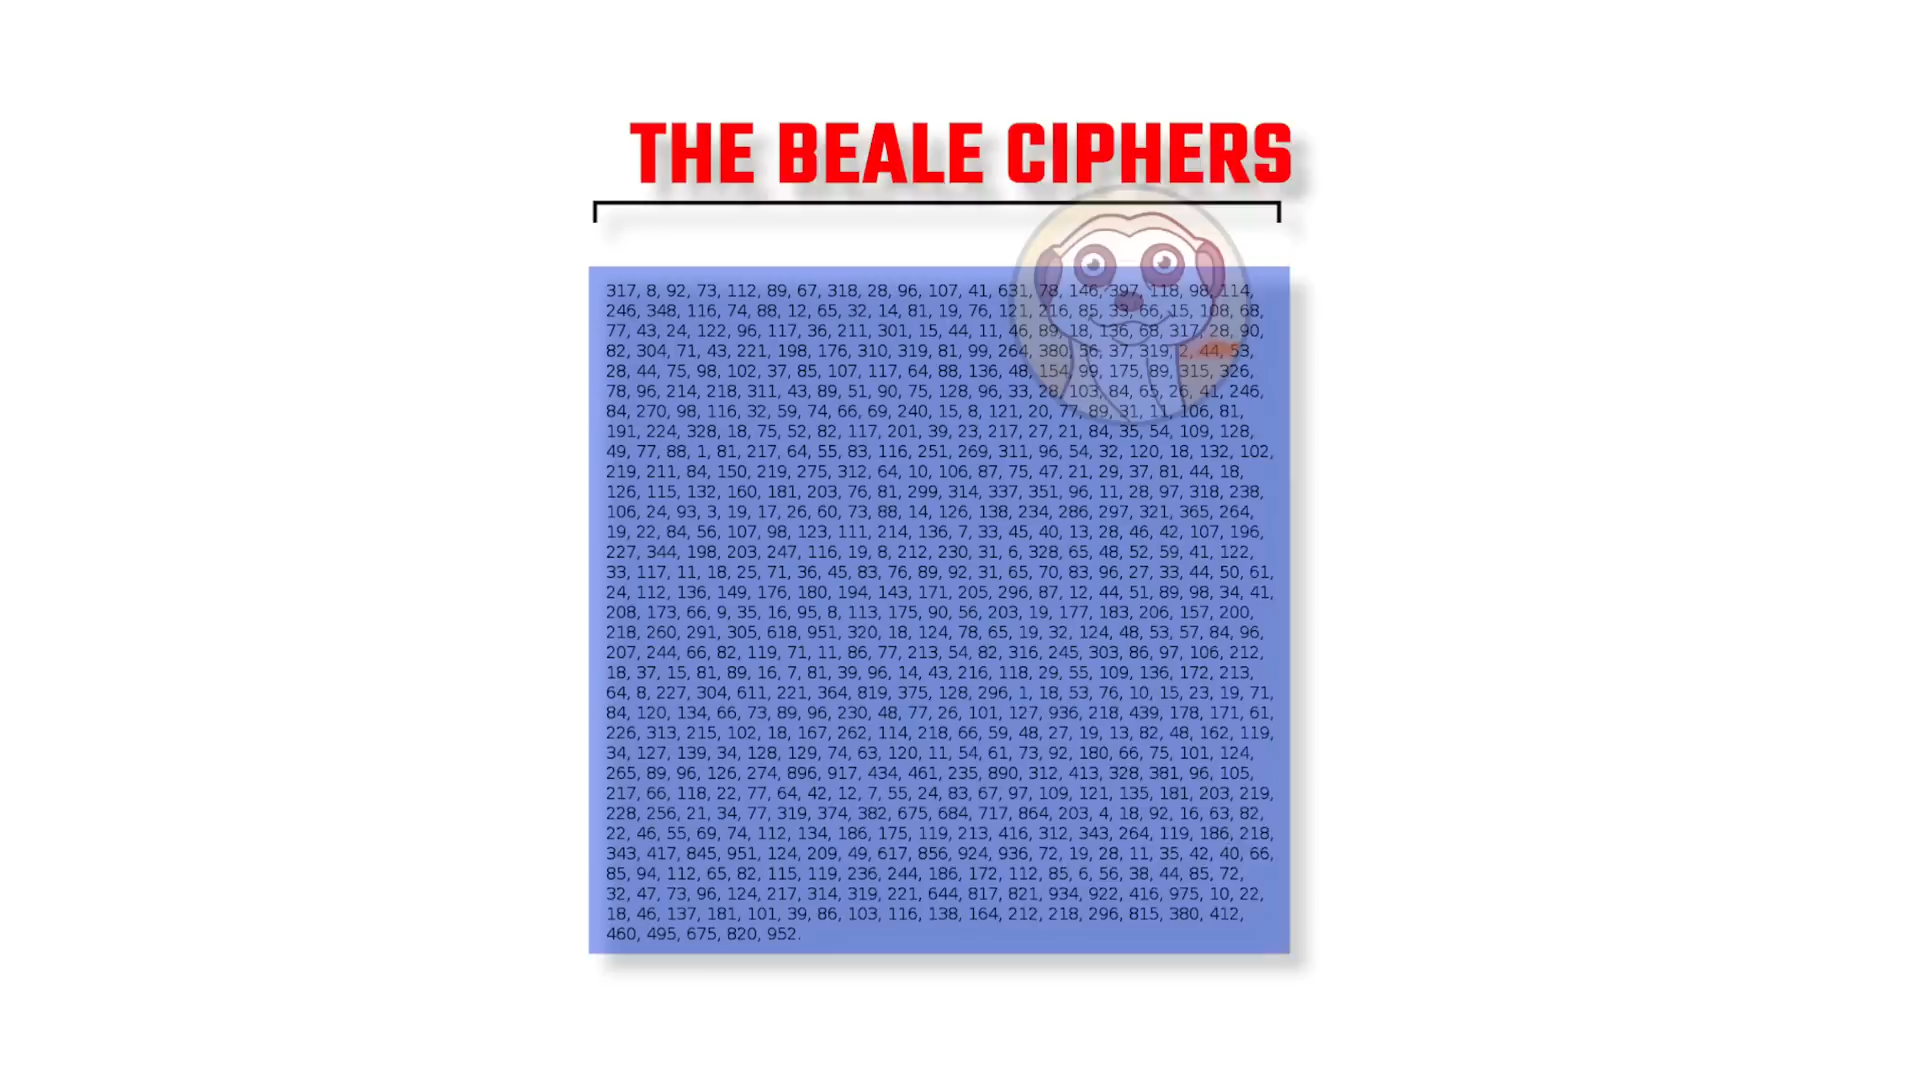 THE BEALE CIPHERS
317, 8, 92, 73, 112, 89, 67, 318, 28, 96, 107, 41, 631, 78, 146, 397, 118, 98, 114,
246, 348, 116, 74, 88, 12, 65, 32, 14, 81, 19, 76, 121, 216, 85, 33, 66, 15, 108, 68,
77, 43, 24, 122, 96, 117, 36, 211, 301, 15, 44, 11, 46, 89, 18, 136, 68, 317, 28, 90,
82, 304, 71, 43, 221, 198, 176, 310, 319, 81, 99, 264, 380, 56, 37, 319, 2, 44, 53,
28, 44, 75, 98, 102, 37, 85, 107, 117, 64, 88, 136, 48, 154, 99, 175, 89, 315, 326,
78, 96, 214, 218, 311, 43, 89, 51, 90, 75, 128, 96, 33, 28, 103, 84, 65, 26, 41, 246,
84, 270, 98, 116, 32, 59, 74, 66, 69, 240, 15, 8, 121, 20, 77, 89, 31, 11, 106, 81,
191, 224, 328, 18, 75, 52, 82, 117, 201, 39, 23, 217, 27, 21, 84, 35, 54, 109, 128,
49, 77, 88, 1, 81, 217, 64, 55, 83, 116, 251, 269, 311, 96, 54, 32, 120, 18, 132, 102,
219, 211, 84, 150, 219, 275, 312, 64, 10, 106, 87, 75, 47, 21, 29, 37, 81, 44, 18,
126, 115, 132, 160, 181, 203, 76, 81, 299, 314, 337, 351, 96, 11, 28, 97, 318, 238,
106, 24, 93, 3, 19, 17, 26, 60, 73, 88, 14, 126, 138, 234, 286, 297, 321, 365, 264,
19, 22, 84, 56, 107, 98, 123, 111, 214, 136, 7, 33, 45, 40, 13, 28, 46, 42, 107, 196,
227, 344, 198, 203, 247, 116, 19, 8, 212, 230, 31, 6, 328, 65, 48, 52, 59, 41, 122,
33, 117, 11, 18, 25, 71, 36, 45, 83, 76, 89, 92, 31, 65, 70, 83, 96, 27, 33, 44, 50, 61,
24, 112, 136, 149, 176, 180, 194, 143, 171, 205, 296, 87, 12, 44, 51, 89, 98, 34, 41,
208, 173, 66, 9, 35, 16, 95, 8, 113, 175, 90, 56, 203, 19, 177, 183, 206, 157, 200,
218, 260, 291, 305, 618, 951, 320, 18, 124, 78, 65, 19, 32, 124, 48, 53, 57, 84, 96,
207, 244, 66, 82, 119, 71, 11, 86, 77, 213, 54, 82, 316, 245, 303, 86, 97, 106, 212,
18, 37, 15, 81, 89, 16, 7, 81, 39, 96, 14, 43, 216, 118, 29, 55, 109, 136, 172, 213,
64, 8, 227, 304, 611, 221, 364, 819, 375, 128, 296, 1, 18, 53, 76, 10, 15, 23, 19, 71,
84, 120, 134, 66, 73, 89, 96, 230, 48, 77, 26, 101, 127, 936, 218, 439, 178, 171, 61,
226, 313, 215, 102, 18, 167, 262, 114, 218, 66, 59, 48, 27, 19, 13, 82, 48, 162, 119,
34, 127, 139, 34, 128, 129, 74, 63, 120, 11, 54, 61, 73, 92, 180, 66, 75, 101, 124,
265, 89, 96, 126, 274, 896, 917, 434, 461, 235, 890, 312, 413, 328, 381, 96, 105,
217, 66, 118, 22, 77, 64, 42, 12, 7, 55, 24, 83, 67, 97, 109, 121, 135, 181, 203, 219,
228, 256, 21, 34, 77, 319, 374, 382, 675, 684, 717, 864, 203, 4, 18, 92, 16, 63, 82,
22, 46, 55, 69, 74, 112, 134, 186, 175, 119, 213, 416, 312, 343, 264, 119, 186, 218,
343, 417, 845, 951, 124, 209, 49, 617, 856, 924, 936, 72, 19, 28, 11, 35, 42, 40, 66,
85, 94, 112, 65, 82, 115, 119, 236, 244, 186, 172, 112, 85, 6, 56, 38, 44, 85, 72,
32, 47, 73, 96, 124, 217, 314, 319, 221, 644, 817, 821, 934, 922, 416, 975, 10, 22,
18, 46, 137, 181, 101, 39, 86, 103, 116, 138, 164, 212, 218, 296, 815, 380, 412,
460, 495, 675, 820, 952.